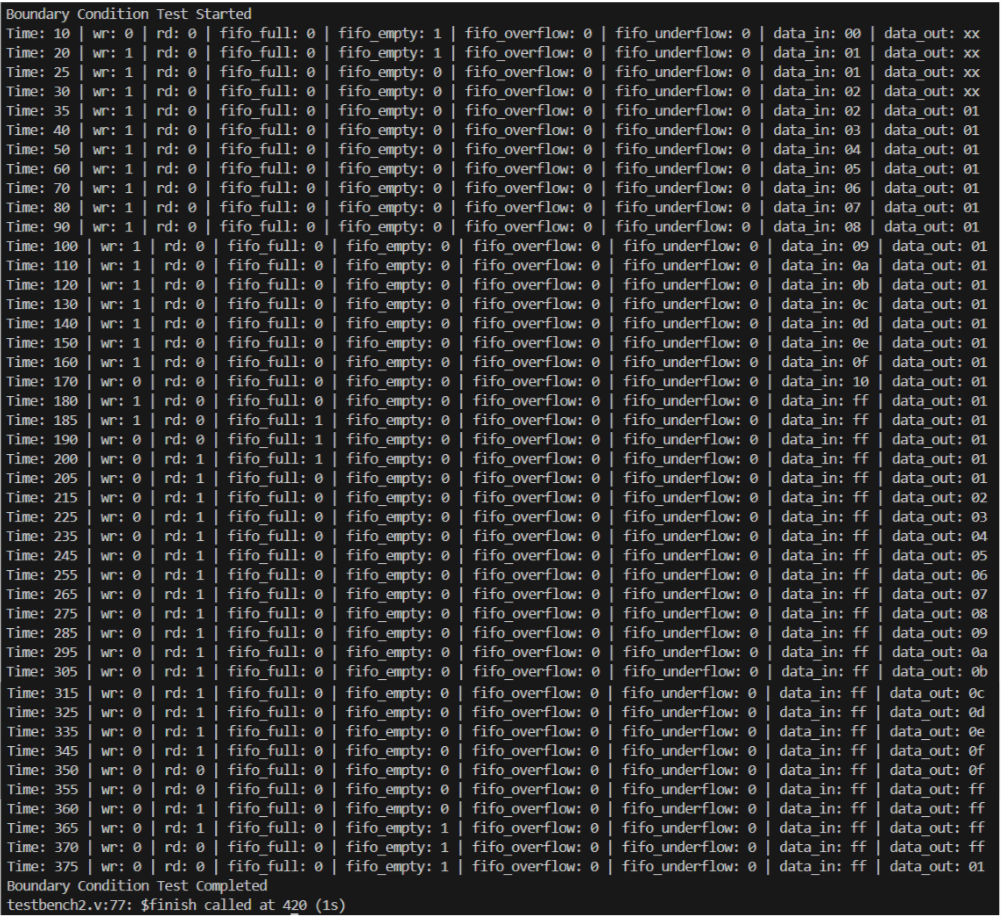 Boundary Condition Test Started
Time: 10 | wr: 0 | rd: 0 | fifo_full: 0 | fifo_empty: 1 | fifo_overflow: 0 | fifo_underflow: 0 | data_in: 00 | data_out: xx
Time: 20 | wr: 1 | rd: 0 | fifo_full: 0 | fifo_empty: 1 | fifo_overflow: 0 | fifo_underflow: 0 | data_in: 01 | data_out: xx
Time: 25 | wr: 1 | rd: 0 | fifo_full: 0 | fifo_empty: 0 | fifo_overflow: 0 | fifo_underflow: 0 | data_in: 01 | data_out: xx
Time: 30 | wr: 1 | rd: 0 | fifo_full: 0 | fifo_empty: 0 | fifo_overflow: 0 | fifo_underflow: 0 | data_in: 02 | data_out: xx
Time: 35 | wr: 1 | rd: 0 | fifo_full: 0 | fifo_empty: 0 | fifo_overflow: 0 | fifo_underflow: 0 | data_in: 02 | data_out: 01
Time: 40 | wr: 1 | rd: 0 | fifo_full: 0 | fifo_empty: 0 | fifo_overflow: 0 | fifo_underflow: 0 | data_in: 03 | data_out: 01
Time: 50 | wr: 1 | rd: 0 | fifo_full: 0 | fifo_empty: 0 | fifo_overflow: 0 | fifo_underflow: 0 | data_in: 04 | data_out: 01
Time: 60 | wr: 1 | rd: 0 | fifo_full: 0 | fifo_empty: 0 | fifo_overflow: 0 | fifo_underflow: 0 | data_in: 05 | data_out: 01
Time: 70 | wr: 1 | rd: 0 | fifo_full: 0 | fifo_empty: 0 | fifo_overflow: 0 | fifo_underflow: 0 | data_in: 06 | data_out: 01
Time: 80 | wr: 1 | rd: 0 | fifo_full: 0 | fifo_empty: 0 | fifo_overflow: 0 | fifo_underflow: 0 | data_in: 07 | data_out: 01
Time: 90 | wr: 1 | rd: 0 | fifo_full: 0 | fifo_empty: 0 | fifo_overflow: 0 | fifo_underflow: 0 | data_in: 08 | data_out: 01
Time: 100 | wr: 1 | rd: 0 | fifo_full: 0 | fifo_empty: 0 | fifo_overflow: 0 | fifo_underflow: 0 | data_in: 09 | data_out: 01
Time: 110 | wr: 1 | rd: 0 | fifo_full: 0 | fifo_empty: 0 | fifo_overflow: 0 | fifo_underflow: 0 | data_in: 0a | data_out: 01
Time: 120 | wr: 1 | rd: 0 | fifo_full: 0 | fifo_empty: 0 | fifo_overflow: 0 | fifo_underflow: 0 | data_in: 0b | data_out: 01
Time: 130 | wr: 1 | rd: 0 | fifo_full: 0 | fifo_empty: 0 | fifo_overflow: 0 | fifo_underflow: 0 | data_in: 0c | data_out: 01
Time: 140 | wr: 1 | rd: 0 | fifo_full: 0 | fifo_empty: 0 | fifo_overflow: 0 | fifo_underflow: 0 | data_in: 0d | data_out: 01
Time: 150 | wr: 1 | rd: 0 | fifo_full: 0 | fifo_empty: 0 | fifo_overflow: 0 | fifo_underflow: 0 | data_in: 0e | data_out: 01
Time: 160 | wr: 1 | rd: 0 | fifo_full: 0 | fifo_empty: 0 | fifo_overflow: 0 | fifo_underflow: 0 | data_in: 0f | data_out: 01
Time: 170 | wr: 0 | rd: 0 | fifo_full: 0 | fifo_empty: 0 | fifo_overflow: 0 | fifo_underflow: 0 | data_in: 10 | data_out: 01
Time: 180 | wr: 1 | rd: 0 | fifo_full: 0 | fifo_empty: 0 | fifo_overflow: 0 | fifo_underflow: 0 | data_in: ff | data_out: 01
Time: 185 | wr: 1 | rd: 0 | fifo_full: 1 | fifo_empty: 0 | fifo_overflow: 0 | fifo_underflow: 0 | data_in: ff | data_out: 01
Time: 190 | wr: 0 | rd: 0 | fifo_full: 1 | fifo_empty: 0 | fifo_overflow: 0 | fifo_underflow: 0 | data_in: ff | data_out: 01
Time: 200 | wr: 0 | rd: 1 | fifo_full: 1 | fifo_empty: 0 | fifo_overflow: 0 | fifo_underflow: 0 | data_in: ff | data_out: 01
Time: 205 | wr: 0 | rd: 1 | fifo_full: 0 | fifo_empty: 0 | fifo_overflow: 0 | fifo_underflow: 0 | data_in: ff | data_out: 01
Time: 215 | wr: 0 | rd: 1 | fifo_full: 0 | fifo_empty: 0 | fifo_overflow: 0 | fifo_underflow: 0 | data_in: ff | data_out: 02
Time: 225 | wr: 0 | rd: 1 | fifo_full: 0 | fifo_empty: 0 | fifo_overflow: 0 | fifo_underflow: 0 | data_in: ff | data_out: 03
Time: 235 | wr: 0 | rd: 1 | fifo_full: 0 | fifo_empty: 0 | fifo_overflow: 0 | fifo_underflow: 0 | data_in: ff | data_out: 04
Time: 245 | wr: 0 | rd: 1 | fifo_full: 0 | fifo_empty: 0 | fifo_overflow: 0 | fifo_underflow: 0 | data_in: ff | data_out: 05
Time: 255 | wr: 0 | rd: 1 | fifo_full: 0 | fifo_empty: 0 | fifo_overflow: 0 | fifo_underflow: 0 | data_in: ff | data_out: 06
Time: 265 | wr: 0 | rd: 1 | fifo_full: 0 | fifo_empty: 0 | fifo_overflow: 0 | fifo_underflow: 0 | data_in: ff | data_out: 07
Time: 275 | wr: 0 | rd: 1 | fifo_full: 0 | fifo_empty: 0 | fifo_overflow: 0 | fifo_underflow: 0 | data_in: ff | data_out: 08
Time: 285 | wr: 0 | rd: 1 | fifo_full: 0 | fifo_empty: 0 | fifo_overflow: 0 | fifo_underflow: 0 | data_in: ff | data_out: 09
Time: 295 | wr: 0 | rd: 1 | fifo_full: 0 | fifo_empty: 0 | fifo_overflow: 0 | fifo_underflow: 0 | data_in: ff | data_out: 0a
Time: 305 | wr: 0 | rd: 1 | fifo_full: 0 | fifo_empty: 0 | fifo_overflow: 0 | fifo_underflow: 0 | data_in: ff | data_out: 0b
Time: 315 | wr: 0 | rd: 1 | fifo_full: 0 | fifo_empty: 0 | fifo_overflow: 0 | fifo_underflow: 0 | data_in: ff | data_out: 0c
Time: 325 | wr: 0 | rd: 1 | fifo_full: 0 | fifo_empty: 0 | fifo_overflow: 0 | fifo_underflow: 0 | data_in: ff | data_out: 0d
Time: 335 | wr: 0 | rd: 1 | fifo_full: 0 | fifo_empty: 0 | fifo_overflow: 0 | fifo_underflow: 0 | data_in: ff | data_out: 0e
Time: 345 | wr: 0 | rd: 1 | fifo_full: 0 | fifo_empty: 0 | fifo_overflow: 0 | fifo_underflow: 0 | data_in: ff | data_out: 0f
Time: 350 | wr: 0 | rd: 0 | fifo_full: 0 | fifo_empty: 0 | fifo_overflow: 0 | fifo_underflow: 0 | data_in: ff | data_out: 0f
Time: 355 | wr: 0 | rd: 0 | fifo_full: 0 | fifo_empty: 0 | fifo_overflow: 0 | fifo_underflow: 0 | data_in: ff | data_out: ff
Time: 360 | wr: 0 | rd: 1 | fifo_full: 0 | fifo_empty: 0 | fifo_overflow: 0 | fifo_underflow: 0 | data_in: ff | data_out: ff
Time: 365 | wr: 0 | rd: 1 | fifo_full: 0 | fifo_empty: 1 | fifo_overflow: 0 | fifo_underflow: 0 | data_in: ff | data_out: ff
Time: 370 | wr: 0 | rd: 0 | fifo_full: 0 | fifo_empty: 1 | fifo_overflow: 0 | fifo_underflow: 0 | data_in: ff | data_out: ff
Time: 375 | wr: 0 | rd: 0 | fifo_full: 0 | fifo_empty: 1 | fifo_overflow: 0 | fifo_underflow: 0 | data_in: ff | data_out: 01
Boundary Condition Test Completed
testbench2.v:77: $finish called at 420 (1s)